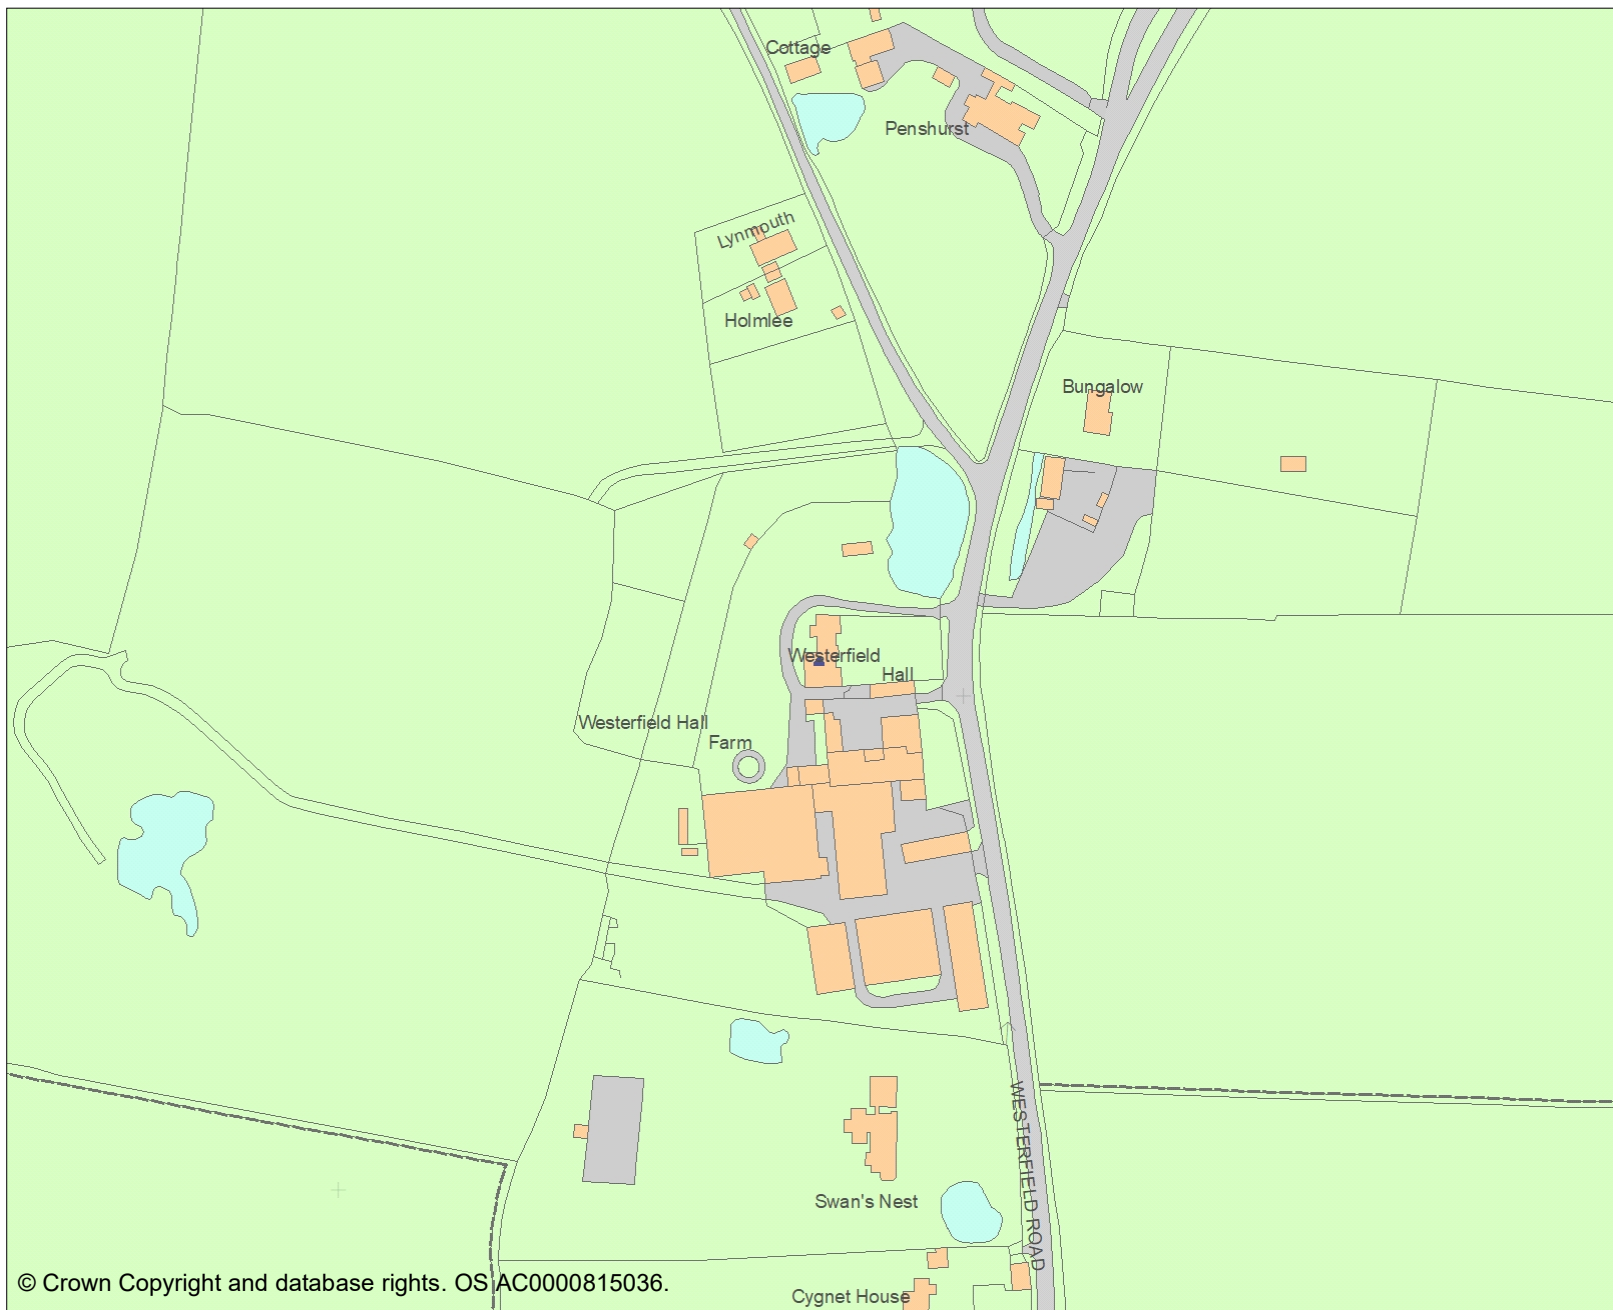 Cottage
Penshurst
Lynmouth
Holmlee
Bungalow
Westerfield
Hall
Westerfield Hall
Farm
WESTERFIELD ROAD
Swan's Nest
© Crown Copyright and database rights. OS AC0000815036.
Cygnet House